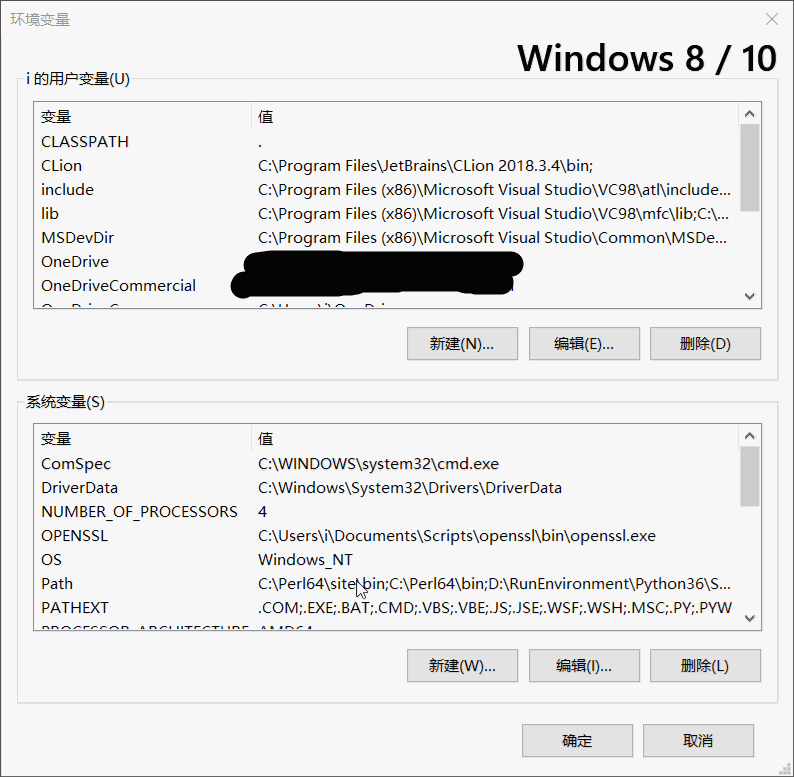 环境变量
Windows 8 / 10
i 的用户变量(U)
变量 值
CLASSPATH .
CLion C:\Program Files\JetBrains\CLion 2018.3.4\bin;
include C:\Program Files (x86)\Microsoft Visual Studio\VC98\atl\include...
lib C:\Program Files (x86)\Microsoft Visual Studio\VC98\mfc\lib;C:\...
MSDevDir C:\Program Files (x86)\Microsoft Visual Studio\Common\MSDe...
OneDrive
OneDriveCommercial
新建(N)... 编辑(E)... 删除(D)
系统变量(S)
变量 值
ComSpec C:\WINDOWS\system32\cmd.exe
DriverData C:\Windows\System32\Drivers\DriverData
NUMBER_OF_PROCESSORS 4
OPENSSL C:\Users\i\Documents\Scripts\openssl\bin\openssl.exe
OS Windows_NT
Path C:\Perl64\site\bin;C:\Perl64\bin;D:\RunEnvironment\Python36\S...
PATHEXT .COM;.EXE;.BAT;.CMD;.VBS;.VBE;.JS;.JSE;.WSF;.WSH;.MSC;.PY;.PYW
PROCESSOR_ARCHITECTURE AMD64
新建(W)... 编辑(I)... 删除(L)
确定 取消